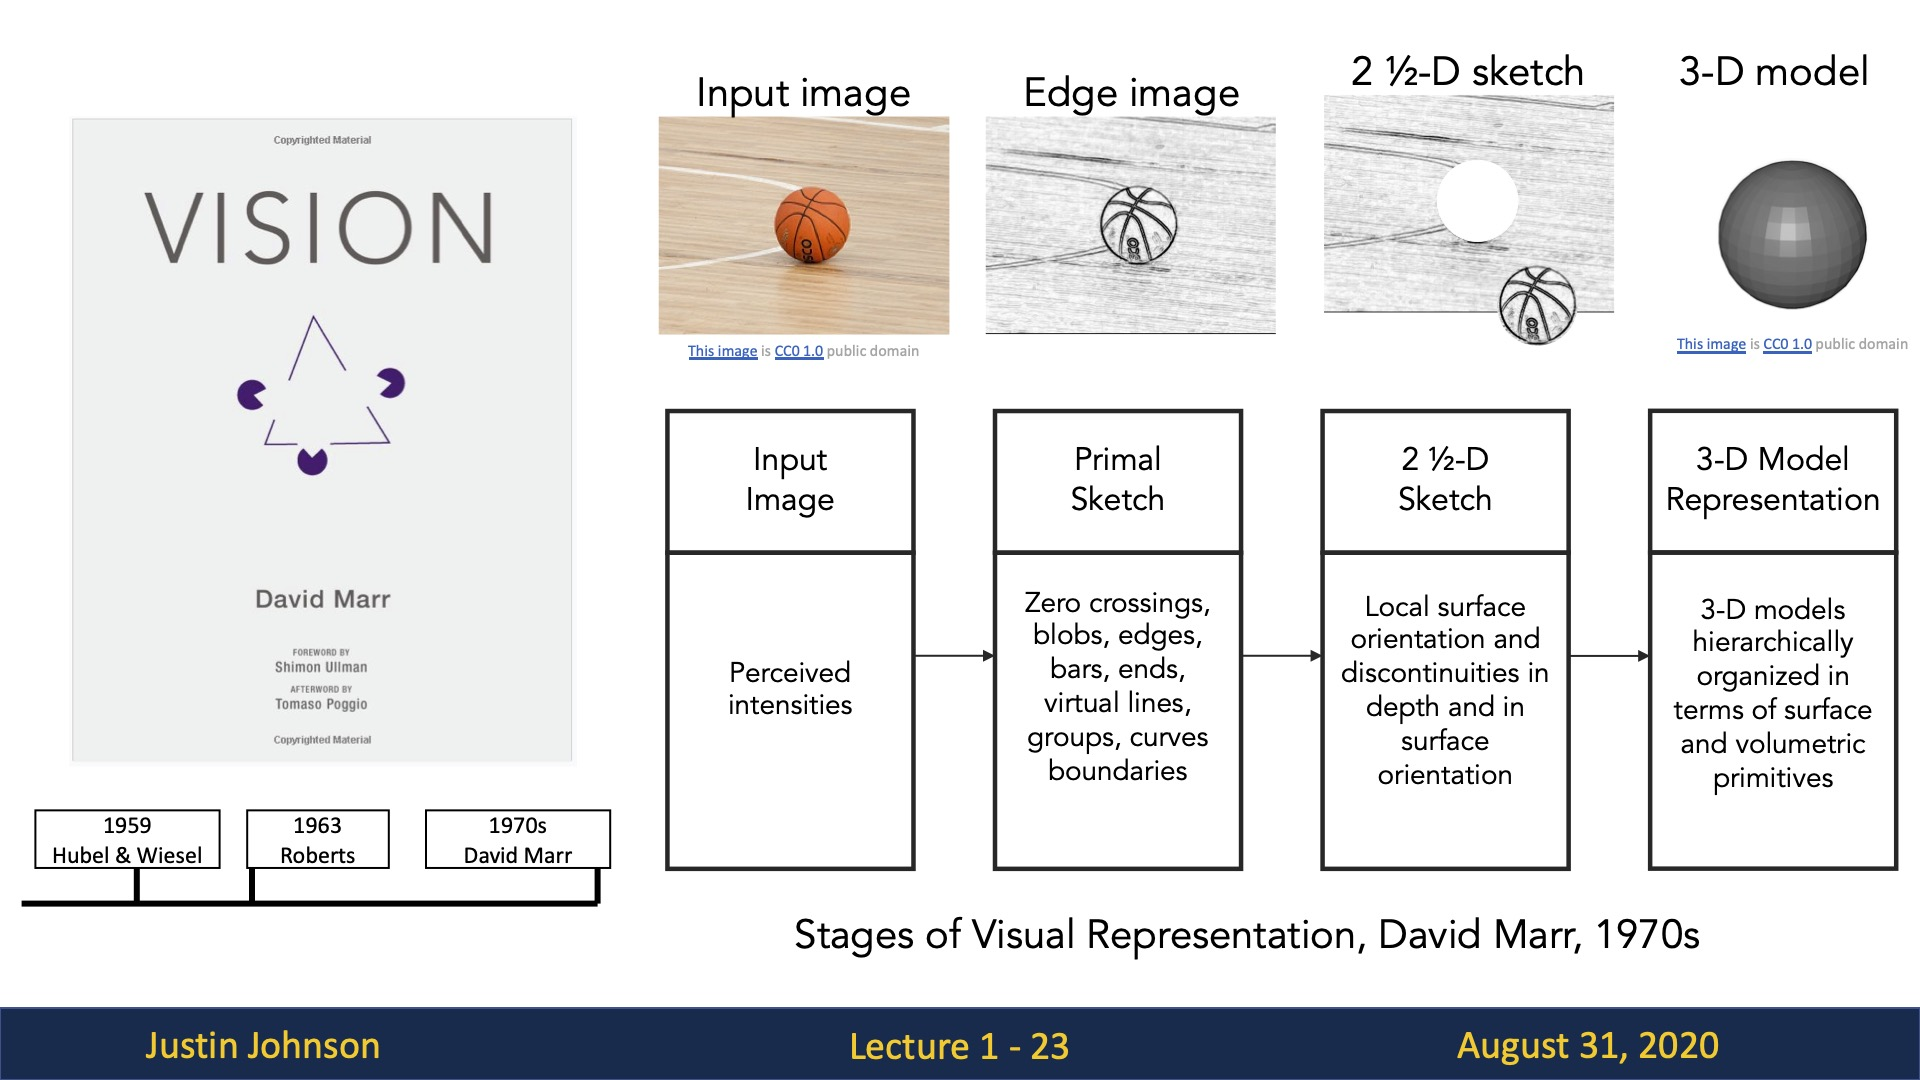 Copyrighted Material
VISION
David Marr
FOREWORD BY
Shimon Ullman
AFTERWORD BY
Tomaso Poggio
Copyrighted Material
1959
Hubel & Wiesel
1963
Roberts
1970s
David Marr
Input image
Edge image
2 ½-D sketch
3-D model
This image is CC0 1.0 public domain
This image is CC0 1.0 public domain
Input
Image
Perceived
intensities
Primal
Sketch
Zero crossings,
blobs, edges,
bars, ends,
virtual lines,
groups, curves
boundaries
2 ½-D
Sketch
Local surface
orientation and
discontinuities in
depth and in
surface
orientation
3-D Model
Representation
3-D models
hierarchically
organized in
terms of surface
and volumetric
primitives
Stages of Visual Representation, David Marr, 1970s
Justin Johnson
Lecture 1 - 23
August 31, 2020